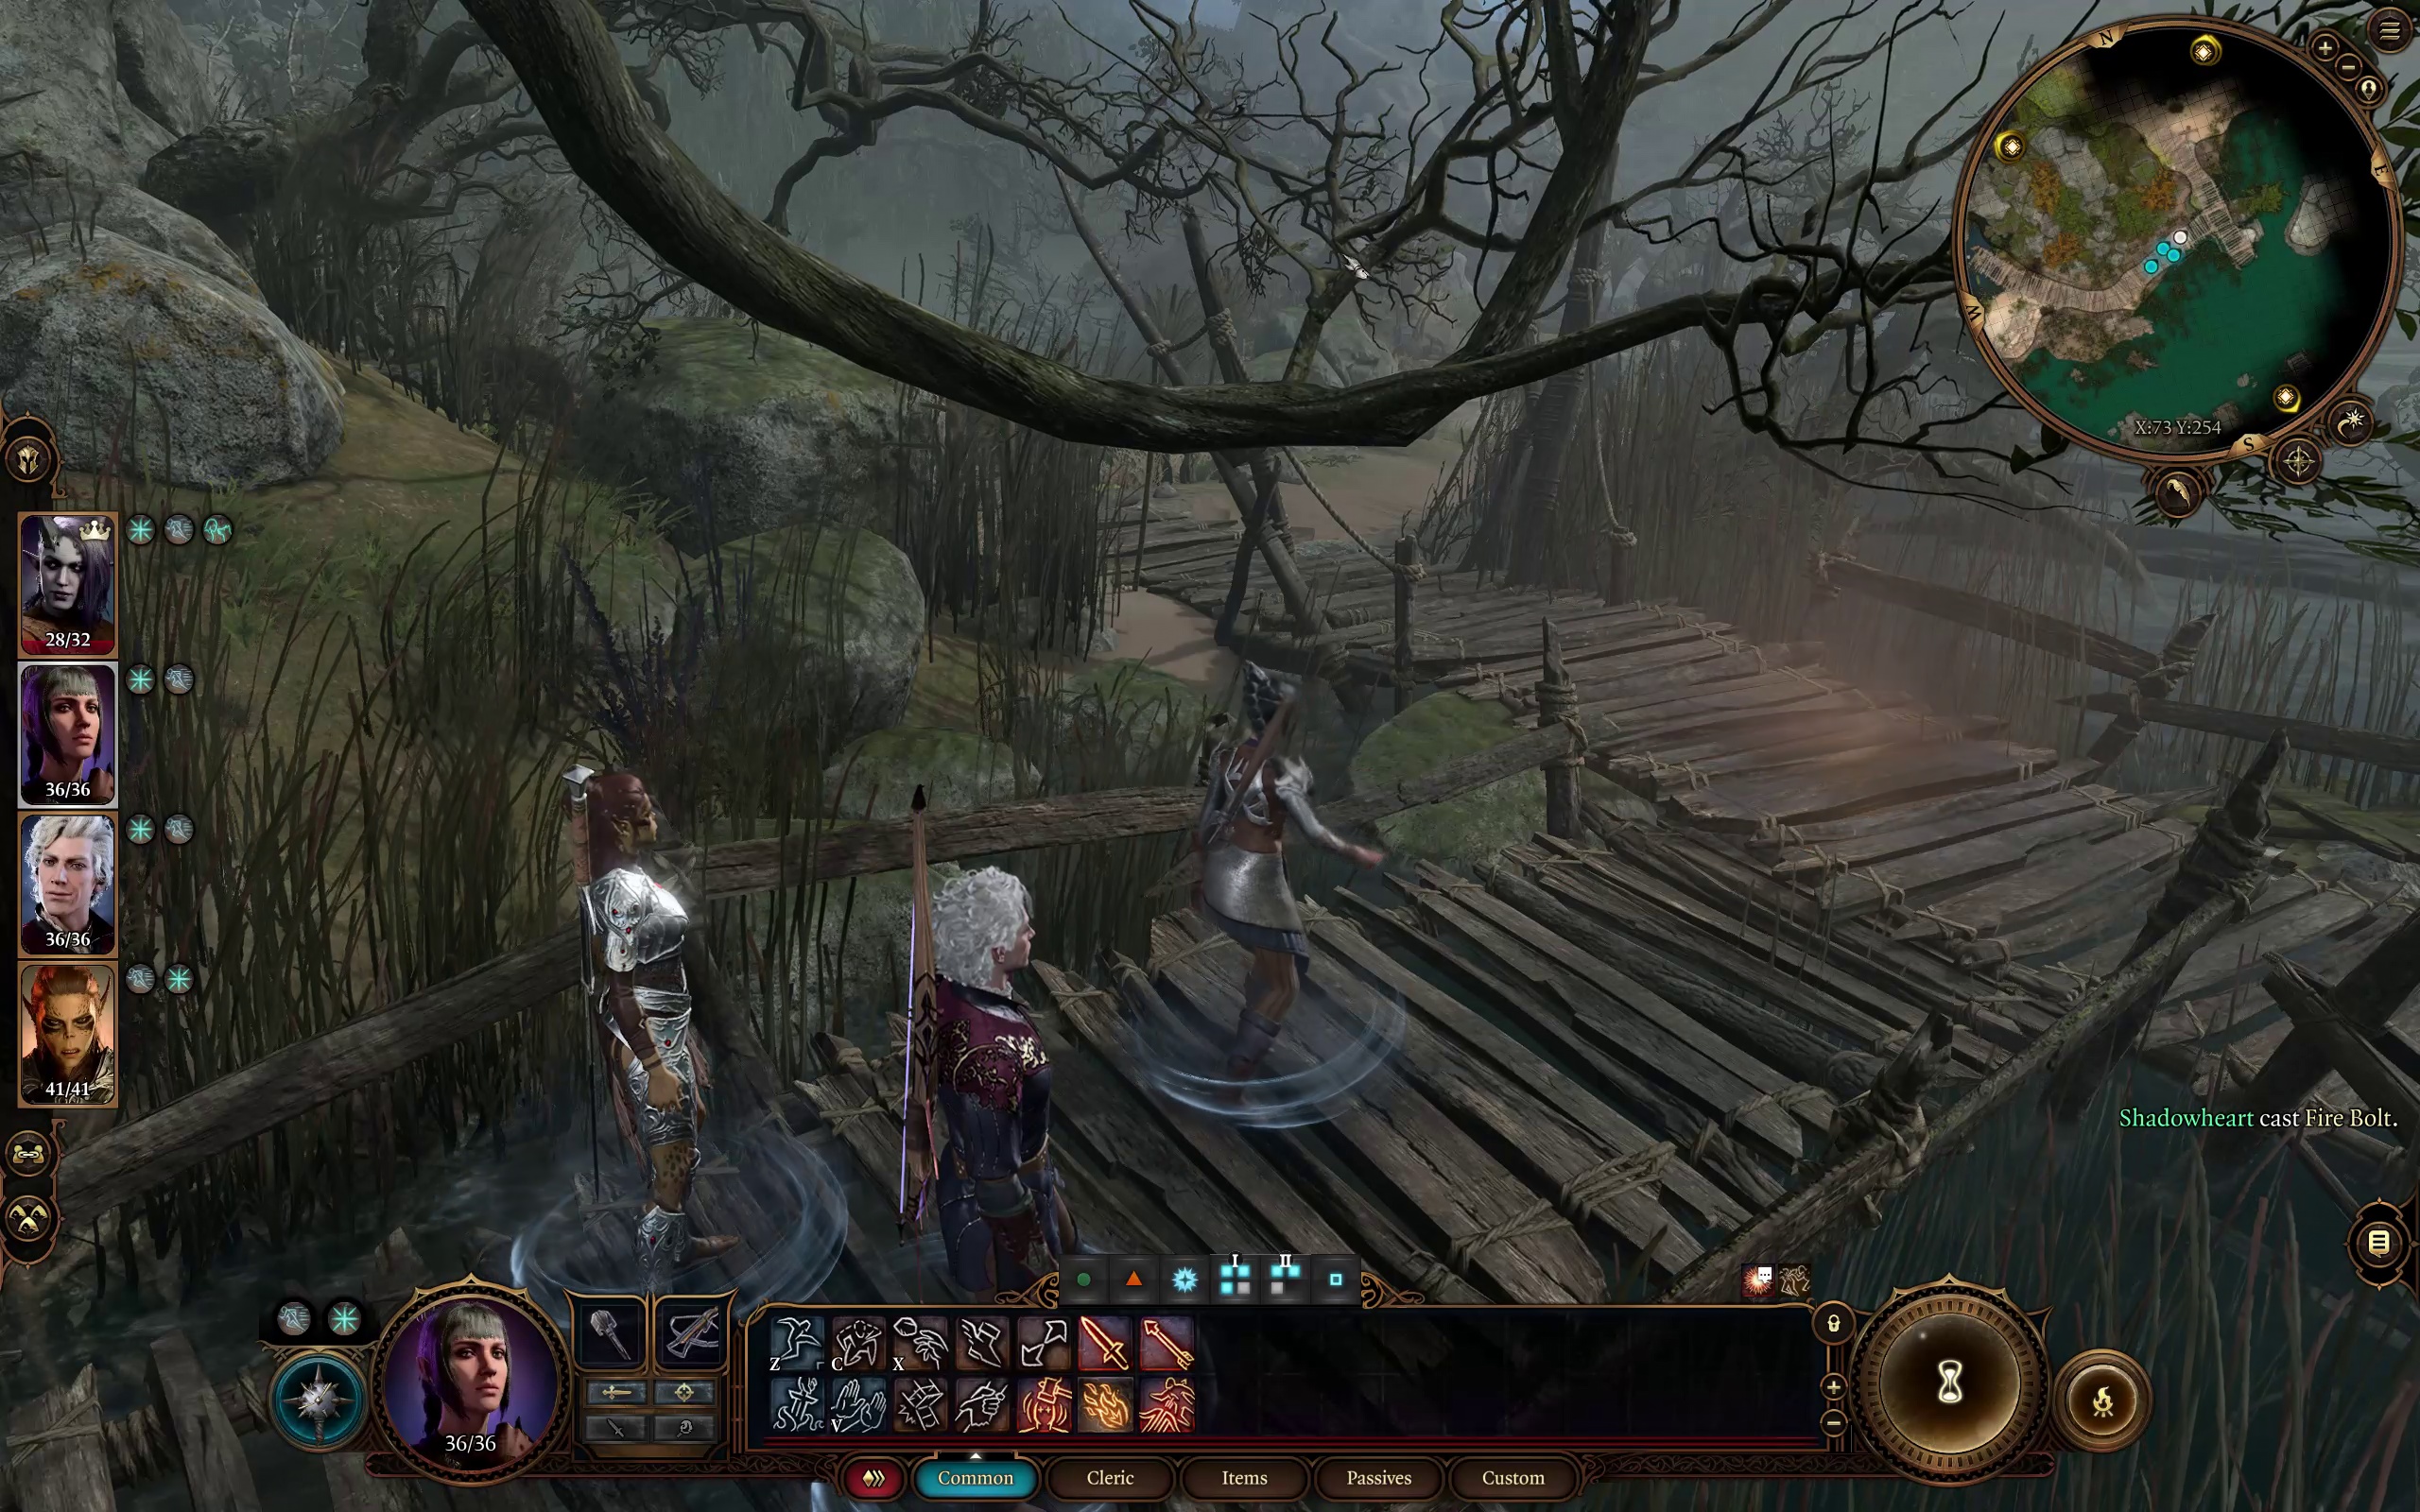 N
E
W
S
X:73 Y:254
28/32
36/36
36/36
41/41
Shadowheart cast Fire Bolt.
I II
Z C X
V
36/36
Common Cleric Items Passives Custom